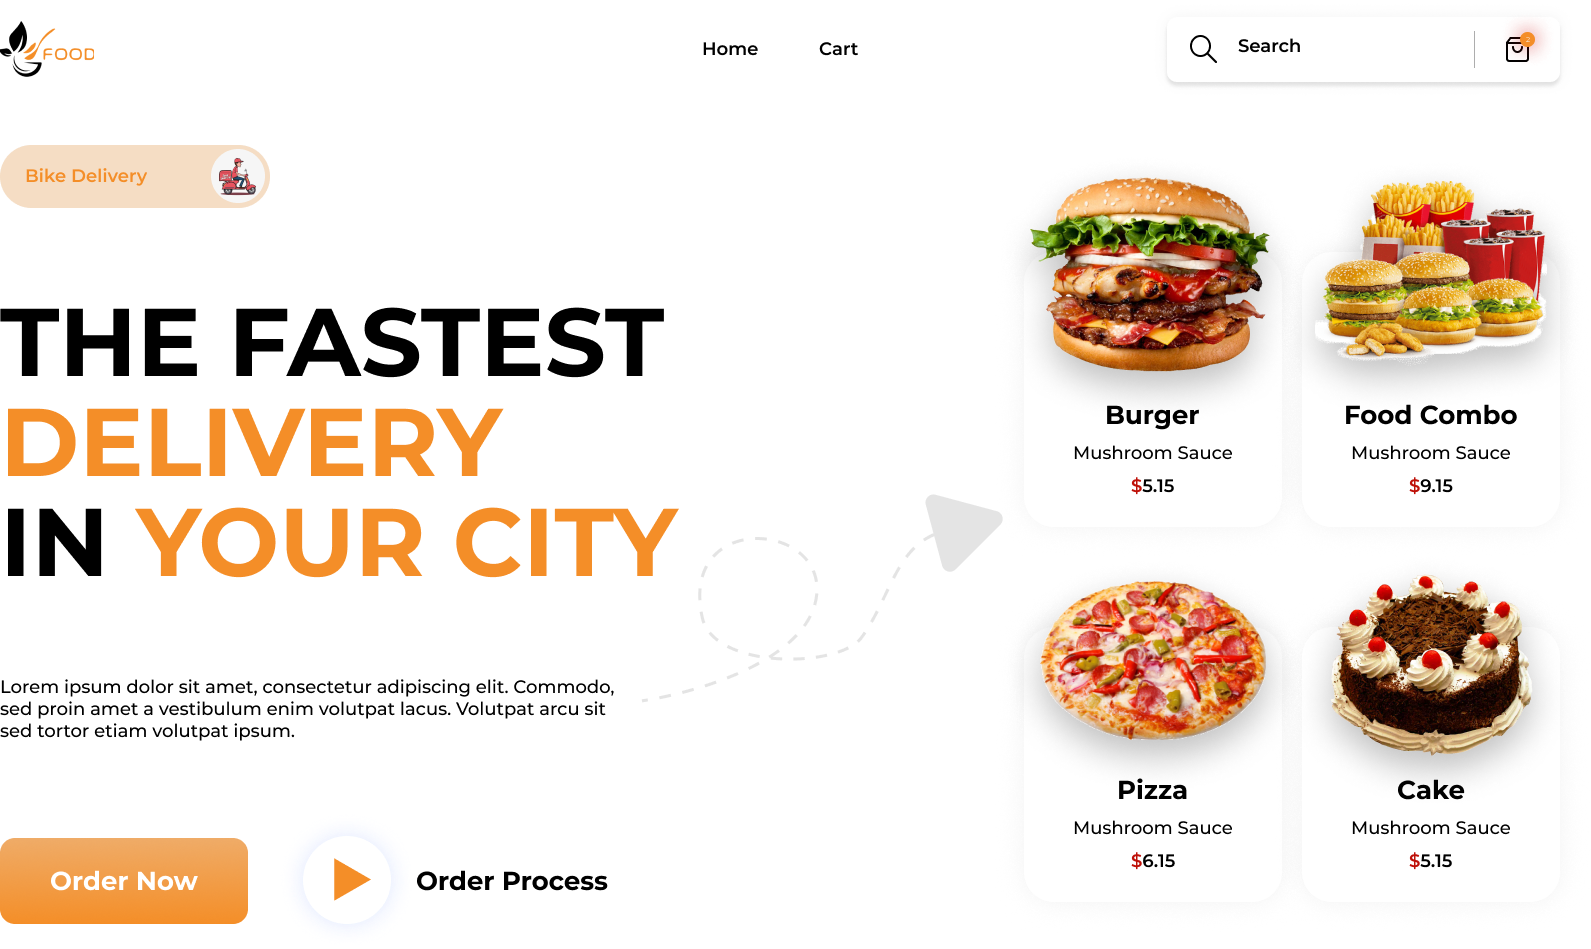 FOOD
Home
Cart
Search
2
Bike Delivery
THE FASTEST
DELIVERY
IN YOUR CITY
Lorem ipsum dolor sit amet, consectetur adipiscing elit. Commodo,
sed proin amet a vestibulum enim volutpat lacus. Volutpat arcu sit
sed tortor etiam volutpat ipsum.
Order Now
Order Process
Burger
Mushroom Sauce
$5.15
Food Combo
Mushroom Sauce
$9.15
Pizza
Mushroom Sauce
$6.15
Cake
Mushroom Sauce
$5.15